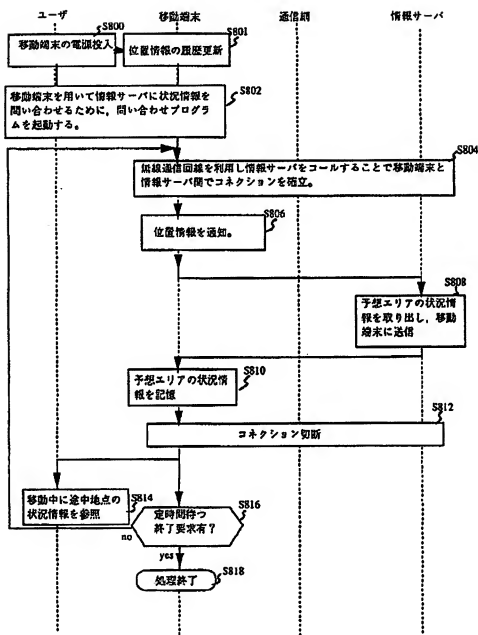 ユーザ 移動端末 通信網 情報サーバ
S800
移動端末の電源投入
S801
位置情報の履歴更新
S802
移動端末を用いて情報サーバに状況情報を
問い合わせるために，問い合わせプログラ
ムを起動する。
S804
無線通信回線を利用し情報サーバをコールすることで移動端末と
情報サーバ間でコネクションを確立。
S806
位置情報を通知。
S808
予想エリアの状況情
報を取り出し，移動
端末に送信
S810
予想エリアの状況情
報を記憶
S812
コネクション切断
S814
移動中に途中地点の
状況情報を参照
S816
定時間待つ
終了要求有？
no
yes
S818
処理終了